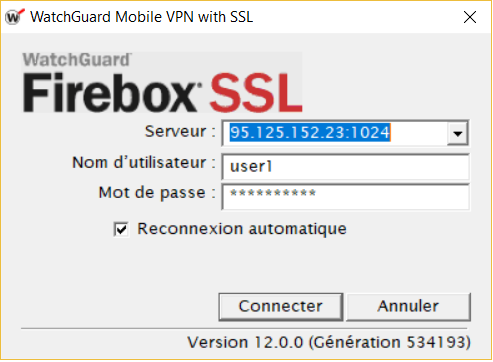 WatchGuard Mobile VPN with SSL
WatchGuard
Firebox SSL
Serveur : 95.125.152.23:1024
Nom d'utilisateur : user1
Mot de passe : **********
Reconnexion automatique
Connecter Annuler
Version 12.0.0 (Génération 534193)